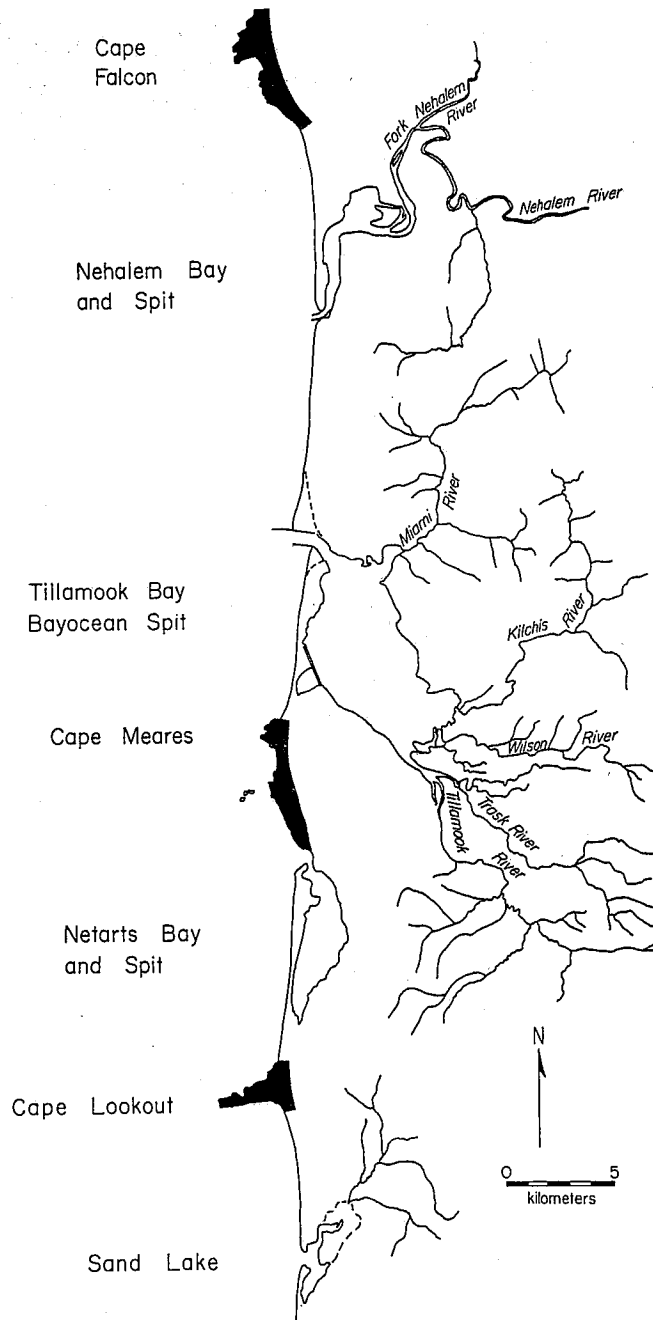 Cape
Falcon
Fork Nehalem
River
Nehalem River
Nehalem Bay
and Spit
Miami River
Tillamook Bay
Bayocean Spit
Kilchis River
Cape Meares
Wilson River
Trask River
Tillamook River
Netarts Bay
and Spit
N
Cape Lookout
0 5
kilometers
Sand Lake